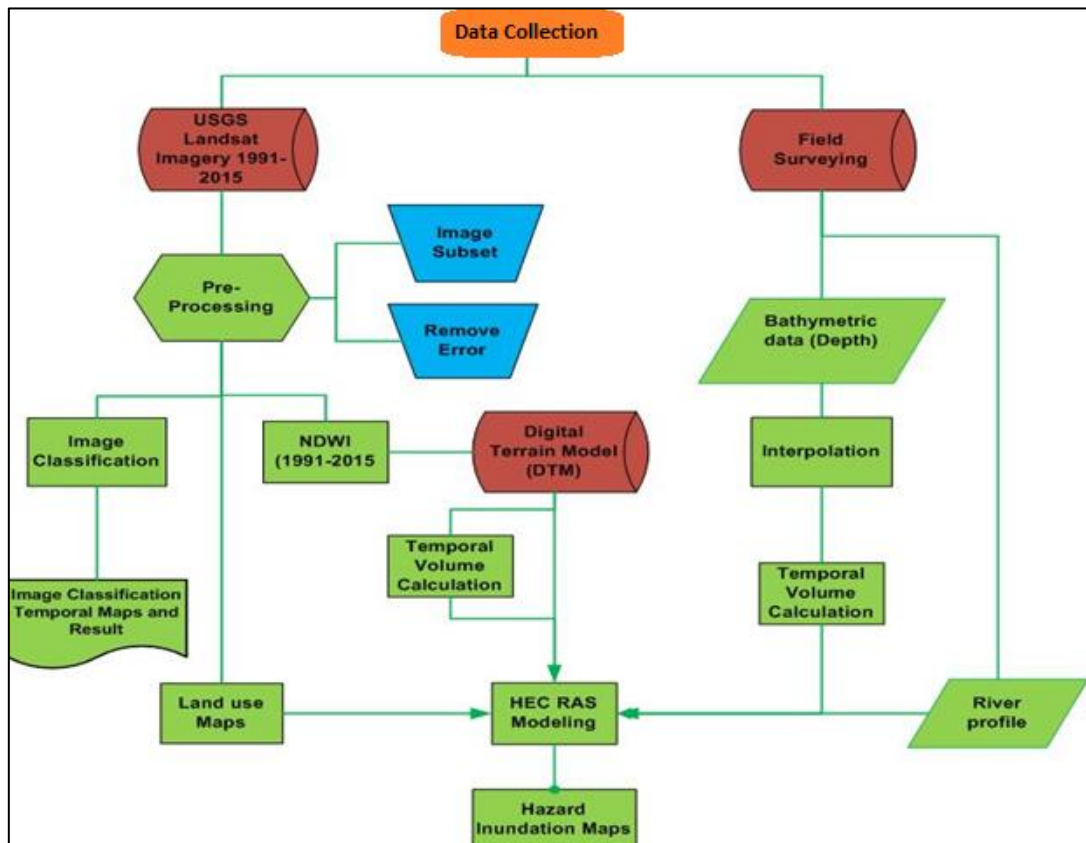 Data Collection
USGS
Landsat
Imagery 1991-
2015
Field
Surveying
Image
Subset
Pre-
Processing
Remove
Error
Bathymetric
data (Depth)
Image
Classification
NDWI
(1991-2015
Digital
Terrain Model
(DTM)
Interpolation
Temporal
Volume
Calculation
Temporal
Volume
Calculation
Image Classification
Temporal Maps and
Result
Land use
Maps
HEC RAS
Modeling
River
profile
Hazard
Inundation Maps